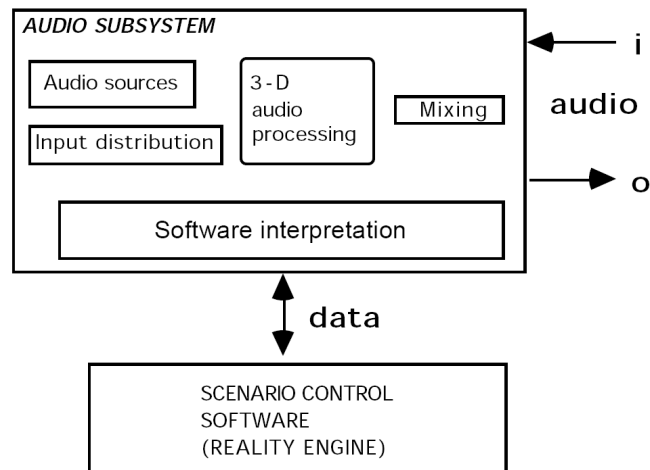 AUDIO SUBSYSTEM
Audio sources
Input distribution
3-D
audio
processing
Mixing
Software interpretation
i
audio
o
data
SCENARIO CONTROL
SOFTWARE
(REALITY ENGINE)